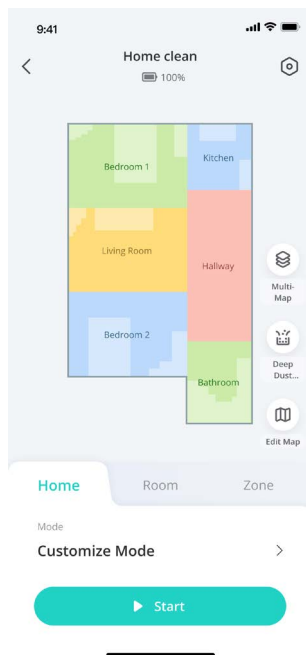 9:41
Home clean
100%
Bedroom 1
Kitchen
Living Room
Hallway
Multi-
Map
Bedroom 2
Deep
Dust...
Bathroom
Edit Map
Home
Room
Zone
Mode
Customize Mode
Start